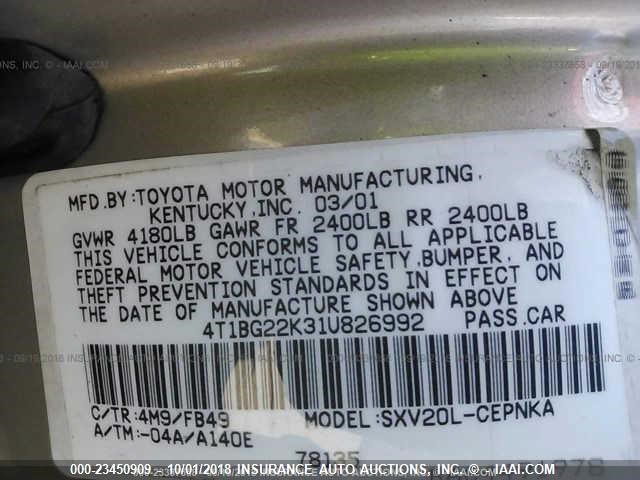 MFD.BY:TOYOTA MOTOR MANUFACTURING,
KENTUCKY,INC. 03/01
GVWR 4180LB GAWR FR 2400LB RR 2400LB
THIS VEHICLE CONFORMS TO ALL APPLICABLE
FEDERAL MOTOR VEHICLE SAFETY,BUMPER, AND
THEFT PREVENTION STANDARDS IN EFFECT ON
THE DATE OF MANUFACTURE SHOWN ABOVE
4T1BG22K31U826992 PASS.CAR
C/TR:4M9/FB49 MODEL:SXV20L-CEPNKA
A/TM:-04A/A140E
78135
000-23450909 - 10/01/2018 INSURANCE AUTO AUCTIONS, INC. - IAAI.COM